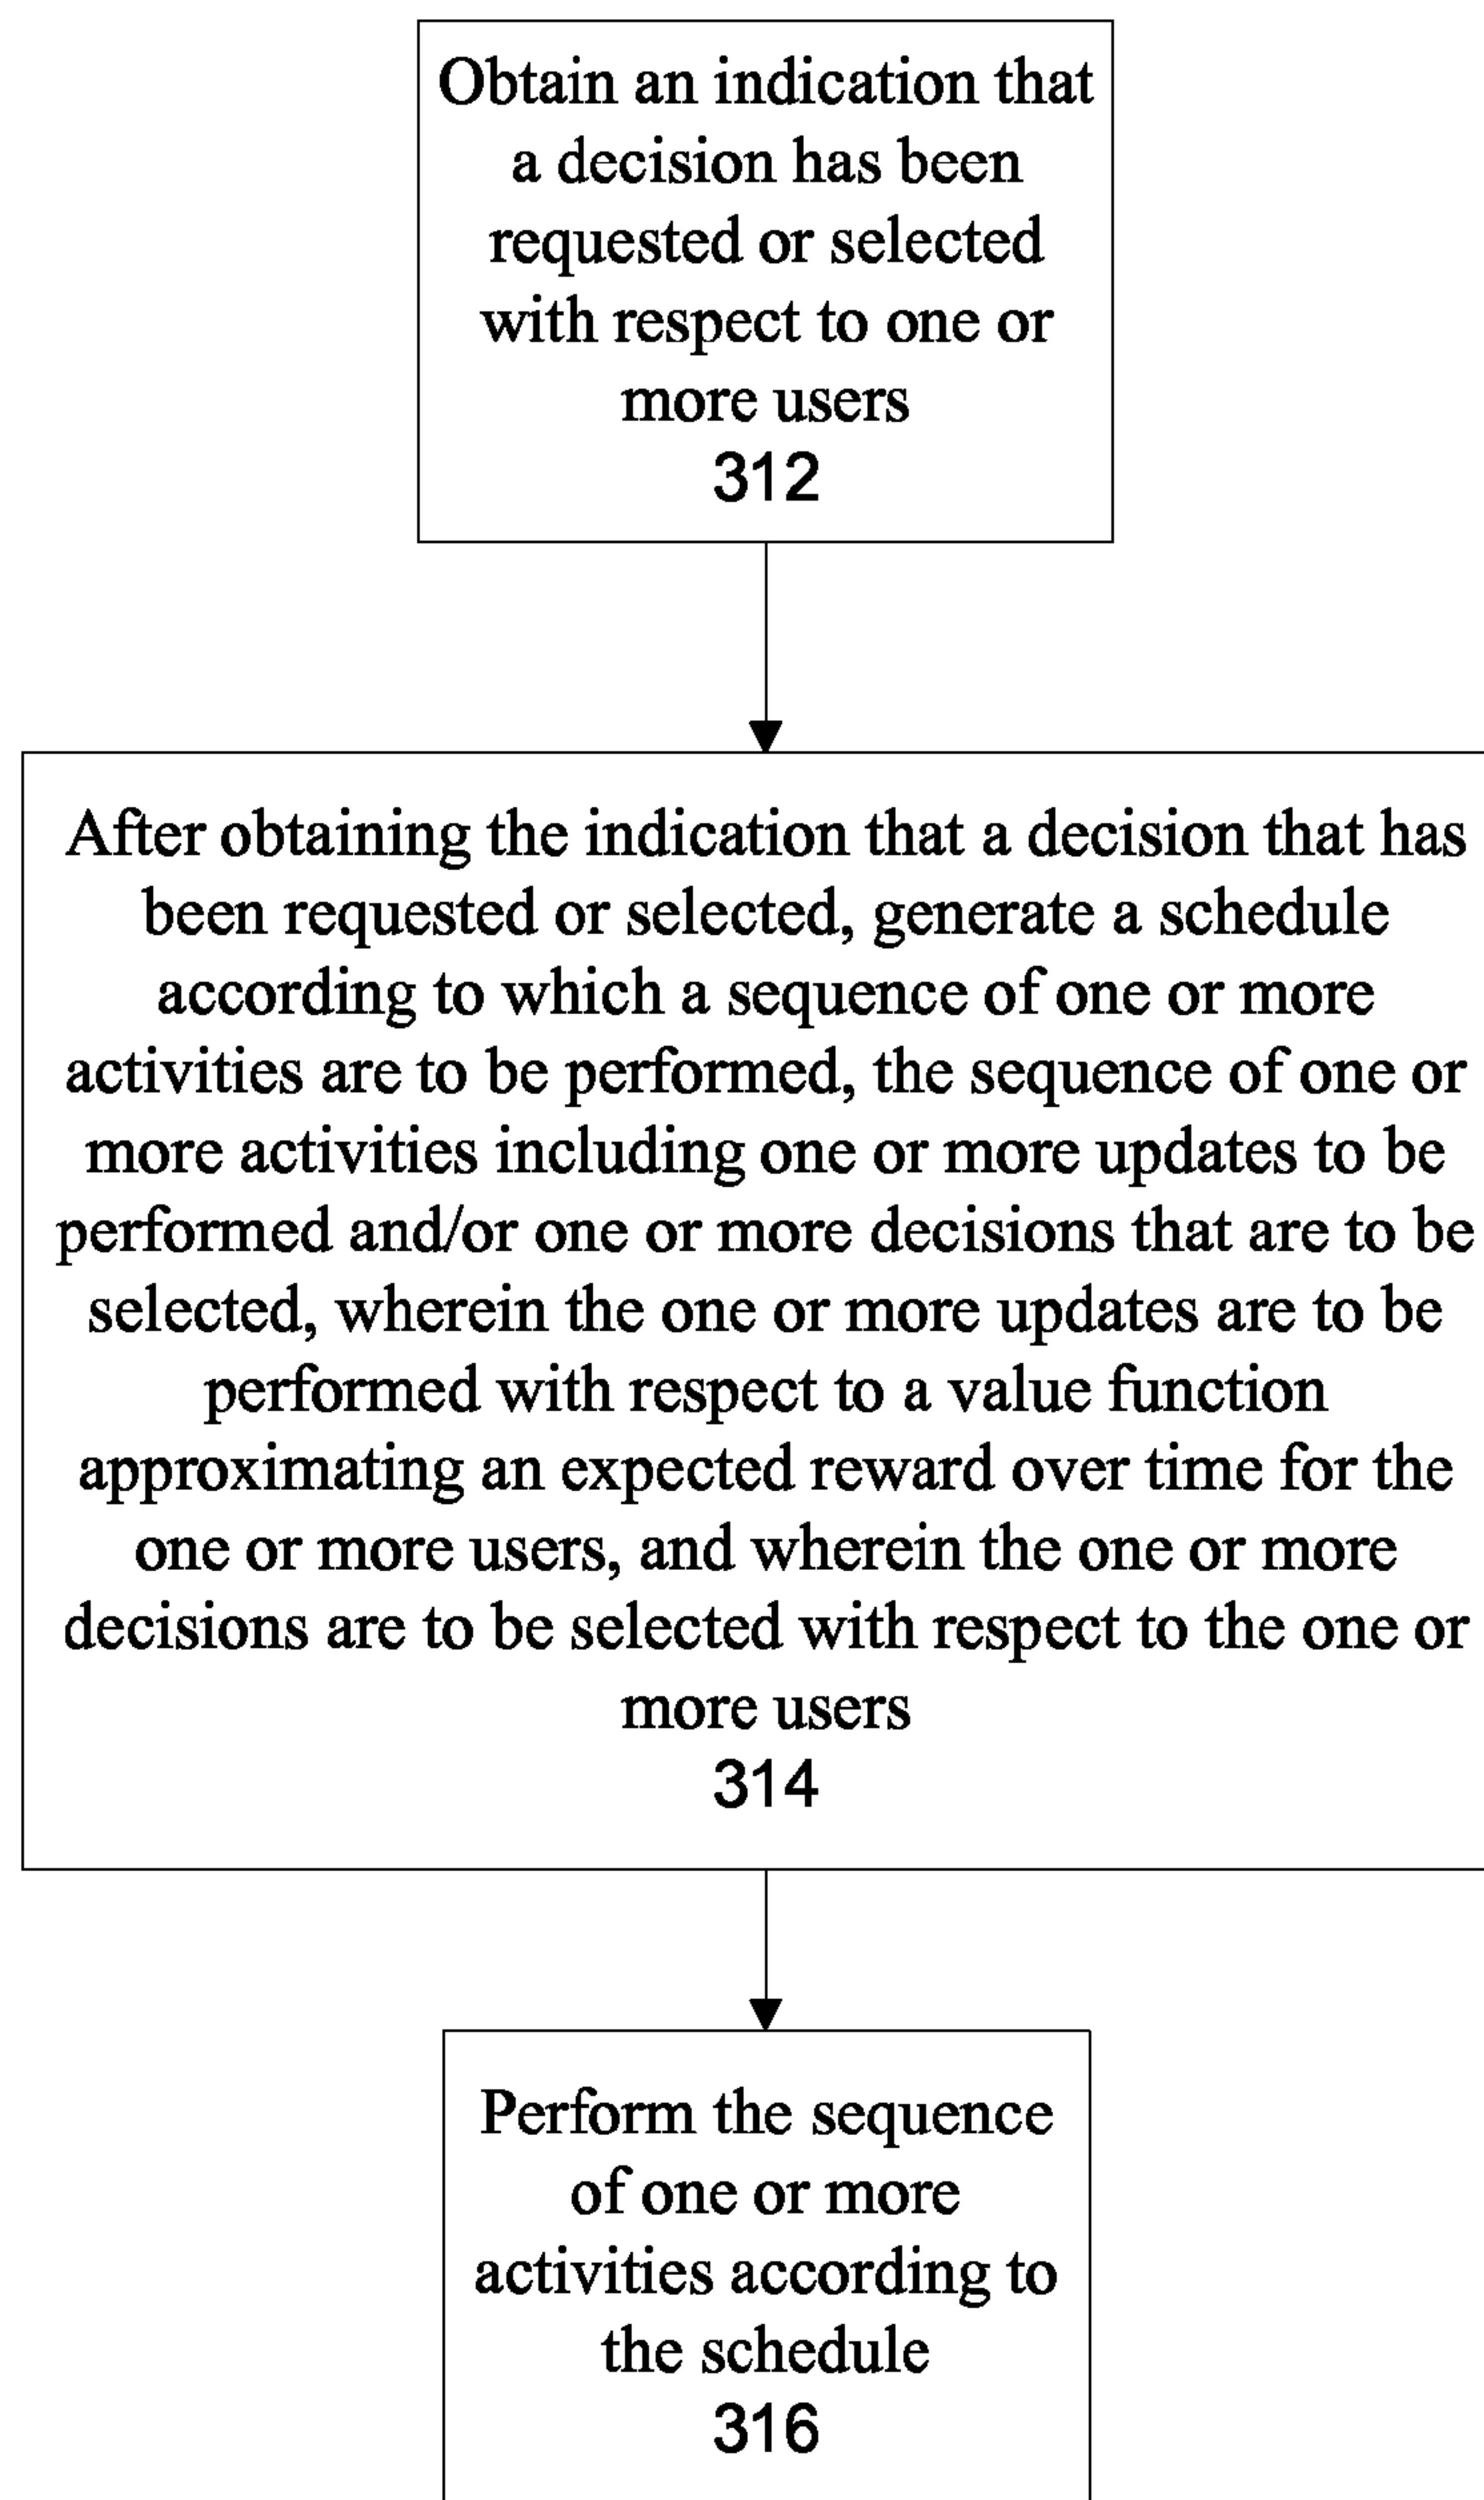 Obtain an indication that
a decision has been
requested or selected
with respect to one or
more users
312
After obtaining the indication that a decision that has
been requested or selected, generate a schedule
according to which a sequence of one or more
activities are to be performed, the sequence of one or
more activities including one or more updates to be
performed and/or one or more decisions that are to be
selected, wherein the one or more updates are to be
performed with respect to a value function
approximating an expected reward over time for the
one or more users, and wherein the one or more
decisions are to be selected with respect to the one or
more users
314
Perform the sequence
of one or more
activities according to
the schedule
316